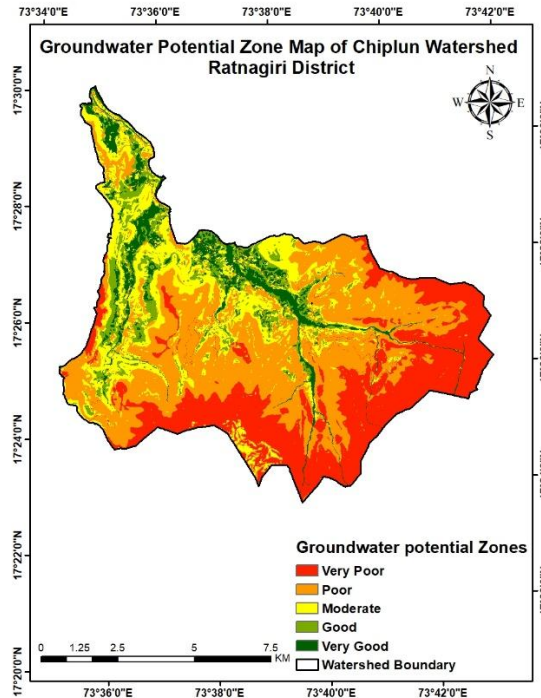 73°34'0"E 73°36'0"E 73°38'0"E 73°40'0"E 73°42'0"E
Groundwater Potential Zone Map of Chiplun Watershed
Ratnagiri District
N
W E
S
17°30'0"N
17°28'0"N
17°26'0"N
17°24'0"N
17°22'0"N
17°20'0"N
Groundwater potential Zones
Very Poor
Poor
Moderate
Good
Very Good
Watershed Boundary
0 1.25 2.5 5 7.5
KM
73°36'0"E 73°38'0"E 73°40'0"E 73°42'0"E